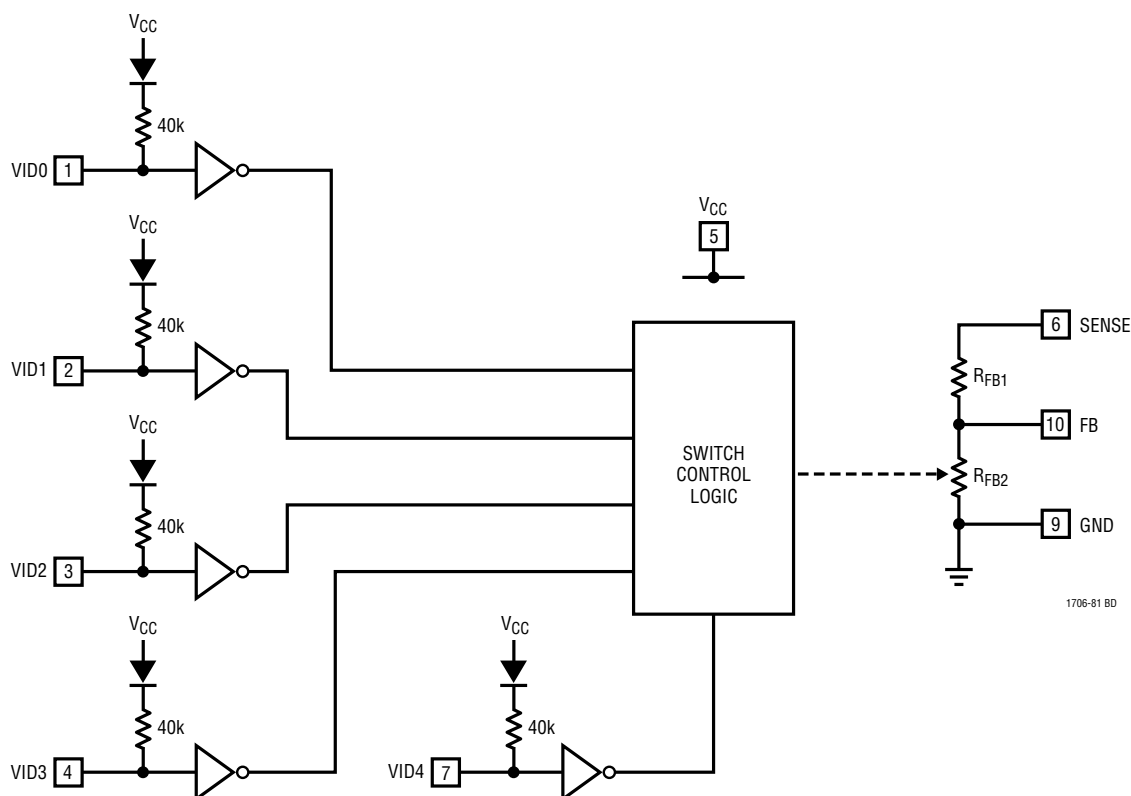 VCC
40k
VID0 1
VCC
40k
VID1 2
VCC
40k
VID2 3
VCC
40k
VID3 4
VCC
40k
VID4 7
VCC
5
SWITCH
CONTROL
LOGIC
6 SENSE
RFB1
10 FB
RFB2
9 GND
1706-81 BD